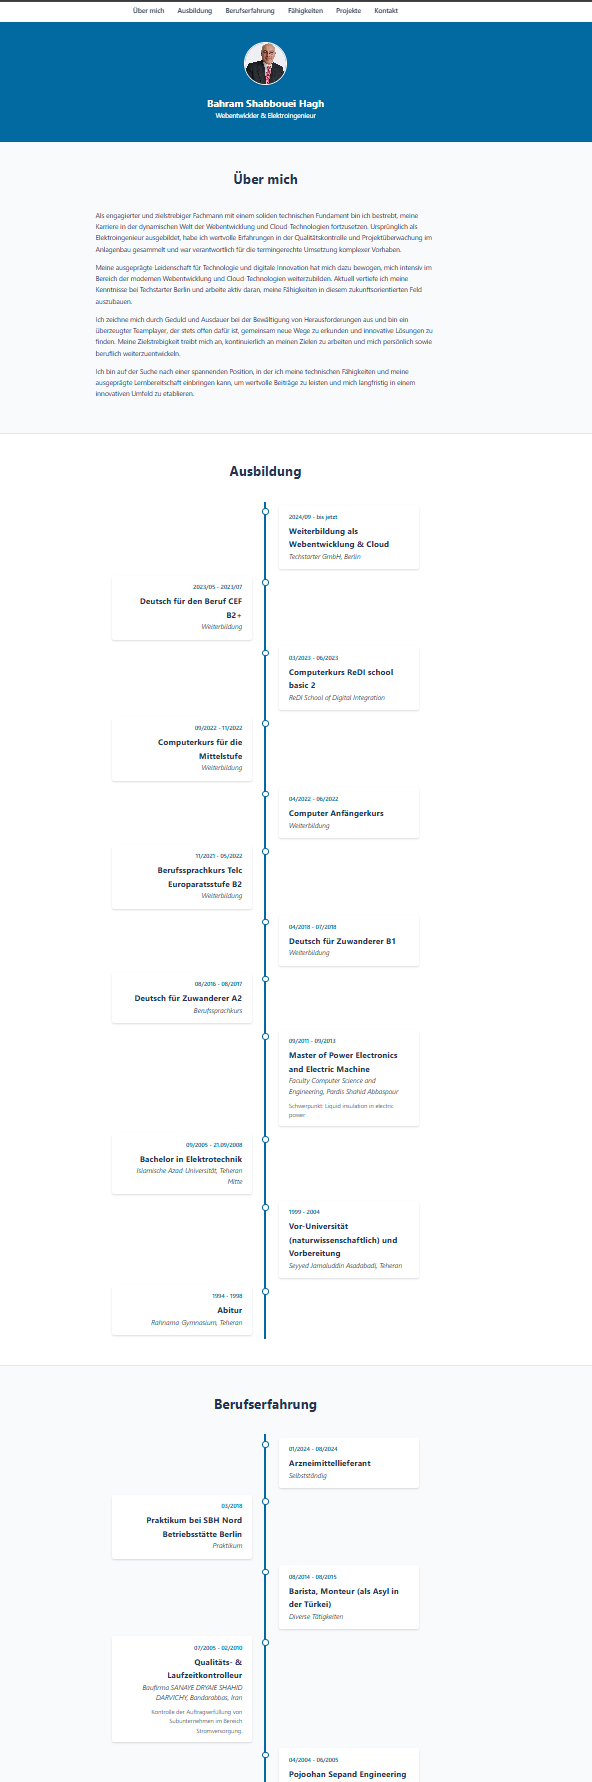 Über mich Ausbildung Berufserfahrung Fähigkeiten Projekte Kontakt
Bahram Shabbouei Hagh
Webentwickler & Elektroingenieur
Über mich
Als engagierter und zielstrebiger Fachmann mit einem soliden technischen Fundament bin ich bestrebt, meine
Karriere in der dynamischen Welt der Webentwicklung und Cloud-Technologien fortzusetzen. Ursprünglich als
Elektroingenieur ausgebildet, habe ich wertvolle Erfahrungen in der Qualitätskontrolle und Projektüberwachung im
Anlagenbau gesammelt und war verantwortlich für die termingerechte Umsetzung komplexer Vorhaben.
Meine ausgeprägte Leidenschaft für Technologie und digitale Innovation hat mich dazu bewogen, mich intensiv im
Bereich der modernen Webentwicklung und Cloud-Technologien weiterzubilden. Aktuell vertiefe ich meine
Kenntnisse bei Techstarter Berlin und arbeite aktiv daran, meine Fähigkeiten in diesem zukunftsorientierten Feld
auszubauen.
Ich zeichne mich durch Geduld und Ausdauer bei der Bewältigung von Herausforderungen aus und bin ein
überzeugter Teamplayer, der stets offen dafür ist, gemeinsam neue Wege zu erkunden und innovative Lösungen zu
finden. Meine Zielstrebigkeit treibt mich an, kontinuierlich an meinen Zielen zu arbeiten und mich persönlich sowie
beruflich weiterzuentwickeln.
Ich bin auf der Suche nach einer spannenden Position, in der ich meine technischen Fähigkeiten und meine
ausgeprägte Lernbereitschaft einbringen kann, um wertvolle Beiträge zu leisten und mich langfristig in einem
innovativen Umfeld zu etablieren.
Ausbildung
2024/09 - bis jetzt
Weiterbildung als
Webentwicklung & Cloud
Techstarter GmbH, Berlin
2023/05 - 2023/07
Deutsch für den Beruf CEF
B2+
Weiterbildung
03/2023 - 06/2023
Computerkurs ReDI school
basic 2
ReDI School of Digital Integration
09/2022 - 11/2022
Computerkurs für die
Mittelstufe
Weiterbildung
04/2022 - 06/2022
Computer Anfängerkurs
Weiterbildung
11/2021 - 05/2022
Berufssprachkurs Telc
Europaratsstufe B2
Weiterbildung
04/2018 - 07/2018
Deutsch für Zuwanderer B1
Weiterbildung
08/2016 - 08/2017
Deutsch für Zuwanderer A2
Berufssprachkurs
09/2011 - 09/2013
Master of Power Electronics
and Electric Machine
Faculty Computer Science and
Engineering, Pardis Shahid Abbaspour
Schwerpunkt: Liquid insulation in electric
power
09/2005 - 21.09/2008
Bachelor in Elektrotechnik
Islamische Azad-Universität, Teheran
Mitte
1999 - 2004
Vor-Universität
(naturwissenschaftlich) und
Vorbereitung
Seyyed Jamaluddin Asadabadi, Teheran
1994 - 1998
Abitur
Rahnama-Gymnasium, Teheran
Berufserfahrung
01/2024 - 08/2024
Arzneimittellieferant
Selbstständig
03/2018
Praktikum bei SBH Nord
Betriebsstätte Berlin
Praktikum
08/2014 - 08/2015
Barista, Monteur (als Asyl in
der Türkei)
Diverse Tätigkeiten
07/2005 - 02/2010
Qualitäts- &
Laufzeitkontrolleur
Baufirma SANAYE DRYAIE SHAHID
DARVICHY, Bandarabbas, Iran
Kontrolle der Auftragserfüllung von
Subunternehmen im Bereich
Stromversorgung.
04/2004 - 06/2005
Pojoohan Sepand Engineering